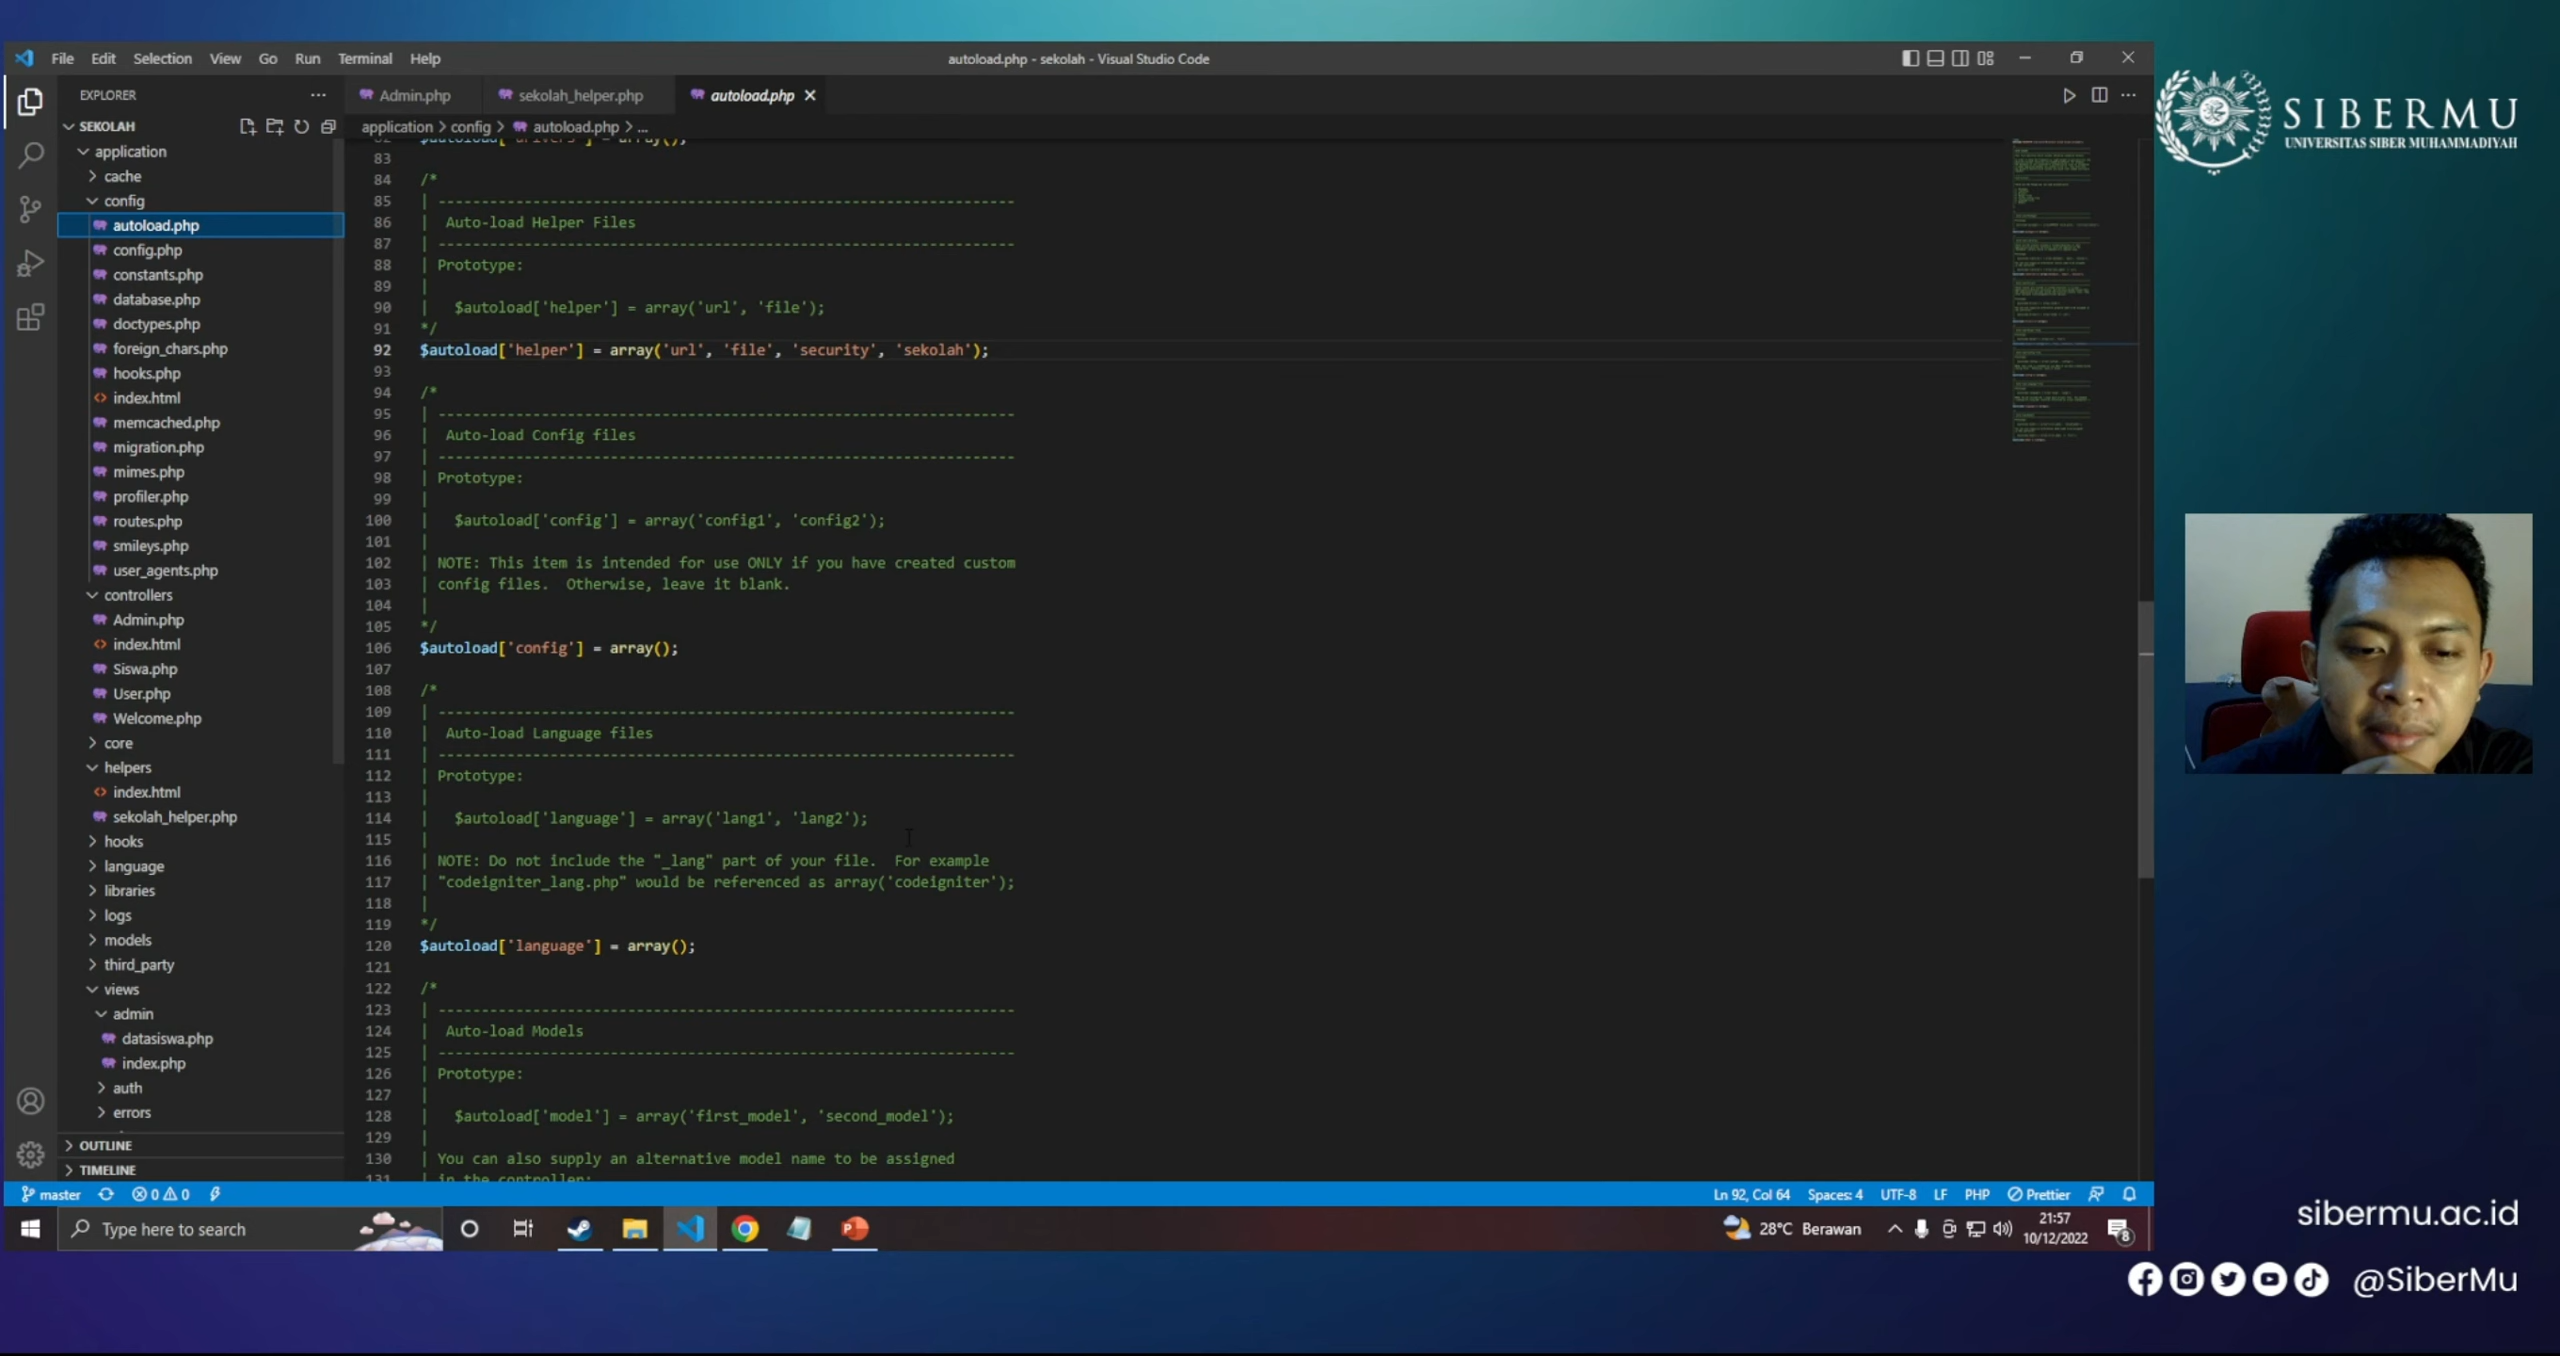 File Edit Selection View Go Run Terminal Help
autoload.php - sekolah - Visual Studio Code
EXPLORER
SEKOLAH
application
cache
config
autoload.php
config.php
constants.php
database.php
doctypes.php
foreign_chars.php
hooks.php
index.html
memcached.php
migration.php
mimes.php
profiler.php
routes.php
smileys.php
user_agents.php
controllers
Admin.php
index.html
Siswa.php
User.php
Welcome.php
core
helpers
index.html
sekolah_helper.php
hooks
language
libraries
logs
models
third_party
views
admin
datasiswa.php
index.php
auth
errors
OUTLINE
TIMELINE
Admin.php sekolah_helper.php autoload.php
application > config > autoload.php > ...
82 $autoload['drivers'] = array();
83
84 /*
85 | -------------------------------------------------------------------
86 |  Auto-load Helper Files
87 | -------------------------------------------------------------------
88 | Prototype:
89 |
90 |   $autoload['helper'] = array('url', 'file');
91 */
92 $autoload['helper'] = array('url', 'file', 'security', 'sekolah');
93
94 /*
95 | -------------------------------------------------------------------
96 |  Auto-load Config files
97 | -------------------------------------------------------------------
98 | Prototype:
99 |
100 |   $autoload['config'] = array('config1', 'config2');
101 |
102 | NOTE: This item is intended for use ONLY if you have created custom
103 | config files.  Otherwise, leave it blank.
104 |
105 */
106 $autoload['config'] = array();
107
108 /*
109 | -------------------------------------------------------------------
110 |  Auto-load Language files
111 | -------------------------------------------------------------------
112 | Prototype:
113 |
114 |   $autoload['language'] = array('lang1', 'lang2');
115 |
116 | NOTE: Do not include the "_lang" part of your file.  For example
117 | "codeigniter_lang.php" would be referenced as array('codeigniter');
118 |
119 */
120 $autoload['language'] = array();
121
122 /*
123 | -------------------------------------------------------------------
124 |  Auto-load Models
125 | -------------------------------------------------------------------
126 | Prototype:
127 |
128 |   $autoload['model'] = array('first_model', 'second_model');
129 |
130 | You can also supply an alternative model name to be assigned
131 | in the controller:
master 0 0
Ln 92, Col 64 Spaces: 4 UTF-8 LF PHP Prettier
Type here to search
28°C Berawan
21:57
10/12/2022
8
SIBERMU
UNIVERSITAS SIBER MUHAMMADIYAH
sibermu.ac.id
@SiberMu